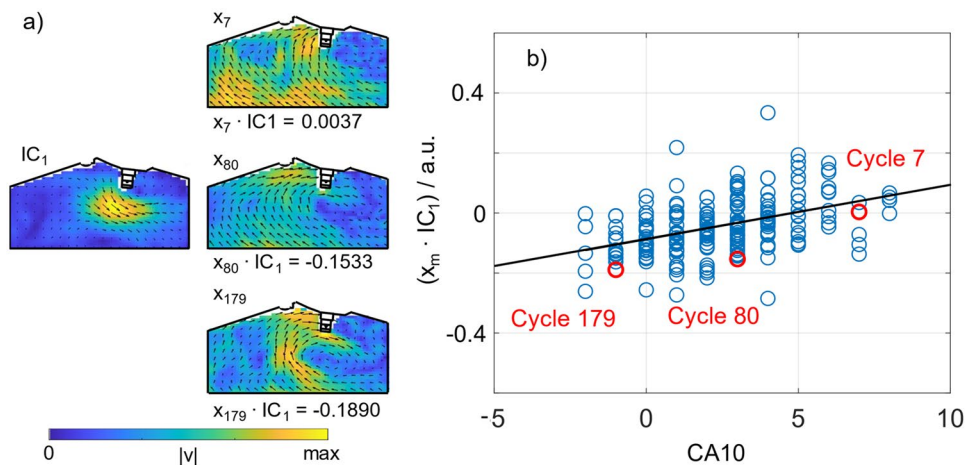 a)
x₇
x₇ · IC1 = 0.0037
IC₁
x₈₀
x₈₀ · IC₁ = -0.1533
x₁₇₉
x₁₇₉ · IC₁ = -0.1890
0
|v|
max
b)
(xₘ · IC₁) / a.u.
0.4
0
-0.4
Cycle 7
Cycle 179
Cycle 80
-5
0
5
10
CA10